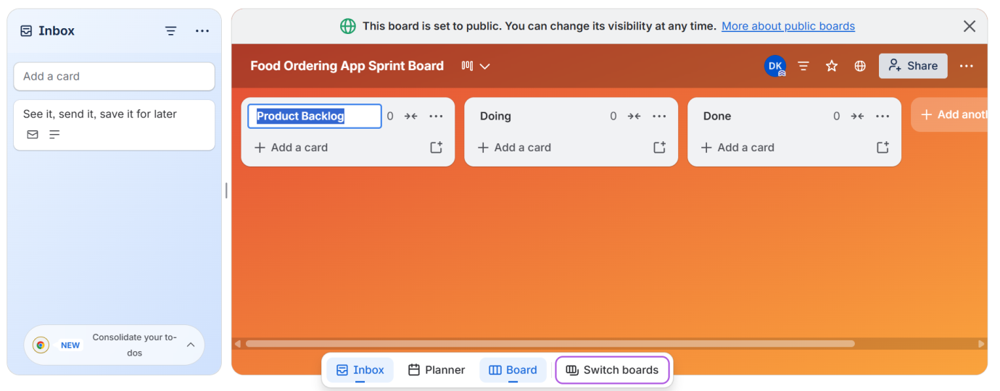 Inbox
Add a card
See it, send it, save it for later
NEW
Consolidate your to-
dos
This board is set to public. You can change its visibility at any time. More about public boards
Food Ordering App Sprint Board
DK
Share
Product Backlog 0
Add a card
Doing 0
Add a card
Done 0
Add a card
Add anot
Inbox
Planner
Board
Switch boards